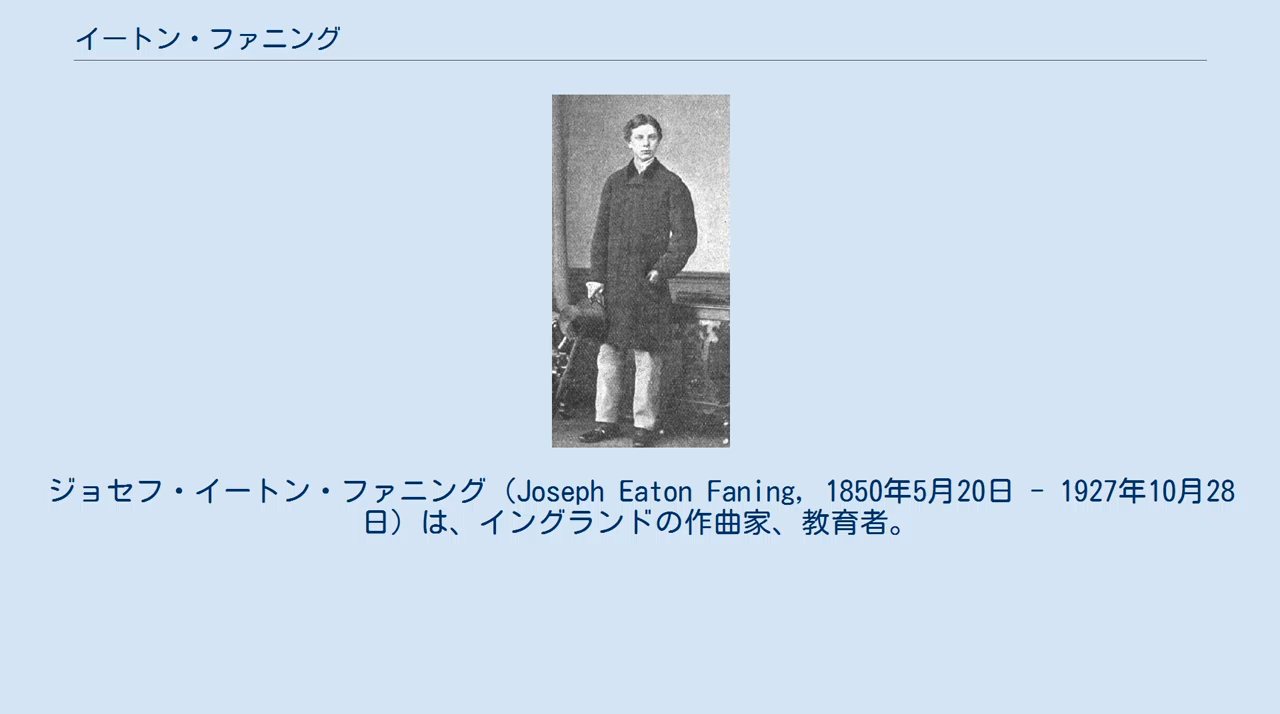 イートン・ファニング
ジョセフ・イートン・ファニング（Joseph Eaton Faning, 1850年5月20日 - 1927年10月28
日）は、イングランドの作曲家、教育者。